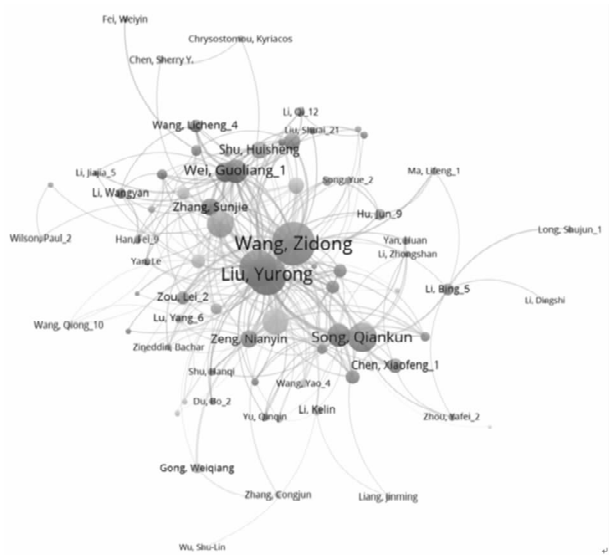 Fei, Weiyin
Chrysostomou, Kyriacos
Chen, Sherry Y.
Li, Qi_12
Wang, Licheng_4
Liu, Shuai_21
Shu, Huisheng
Wei, Guoliang_1
Li, Jiajia_5
Song, Yue_2
Ma, Lifeng_1
Li, Wangyan
Zhang, Sunjie
Hu, Jun_9
Long, Shujun_1
Wilson, Paul_2
Han, Fei_9
Wang, Zidong
Yan, Huan
Li, Zhongshan
Yan, Le
Liu, Yurong
Li, Bing_5
Zou, Lei_2
Li, Dingshi
Lu, Yang_6
Wang, Qiong_10
Zeng, Nianyin
Song, Qiankun
Zineddin, Bachar
Chen, Xiaofeng_1
Shu, Hanqi
Wang, Yao_4
Du, Bo_2
Li, Kelin
Yu, Qinqin
Zhou, Yafei_2
Gong, Weiqiang
Zhang, Congjun
Liang, Jinming
Wu, Shu-Lin